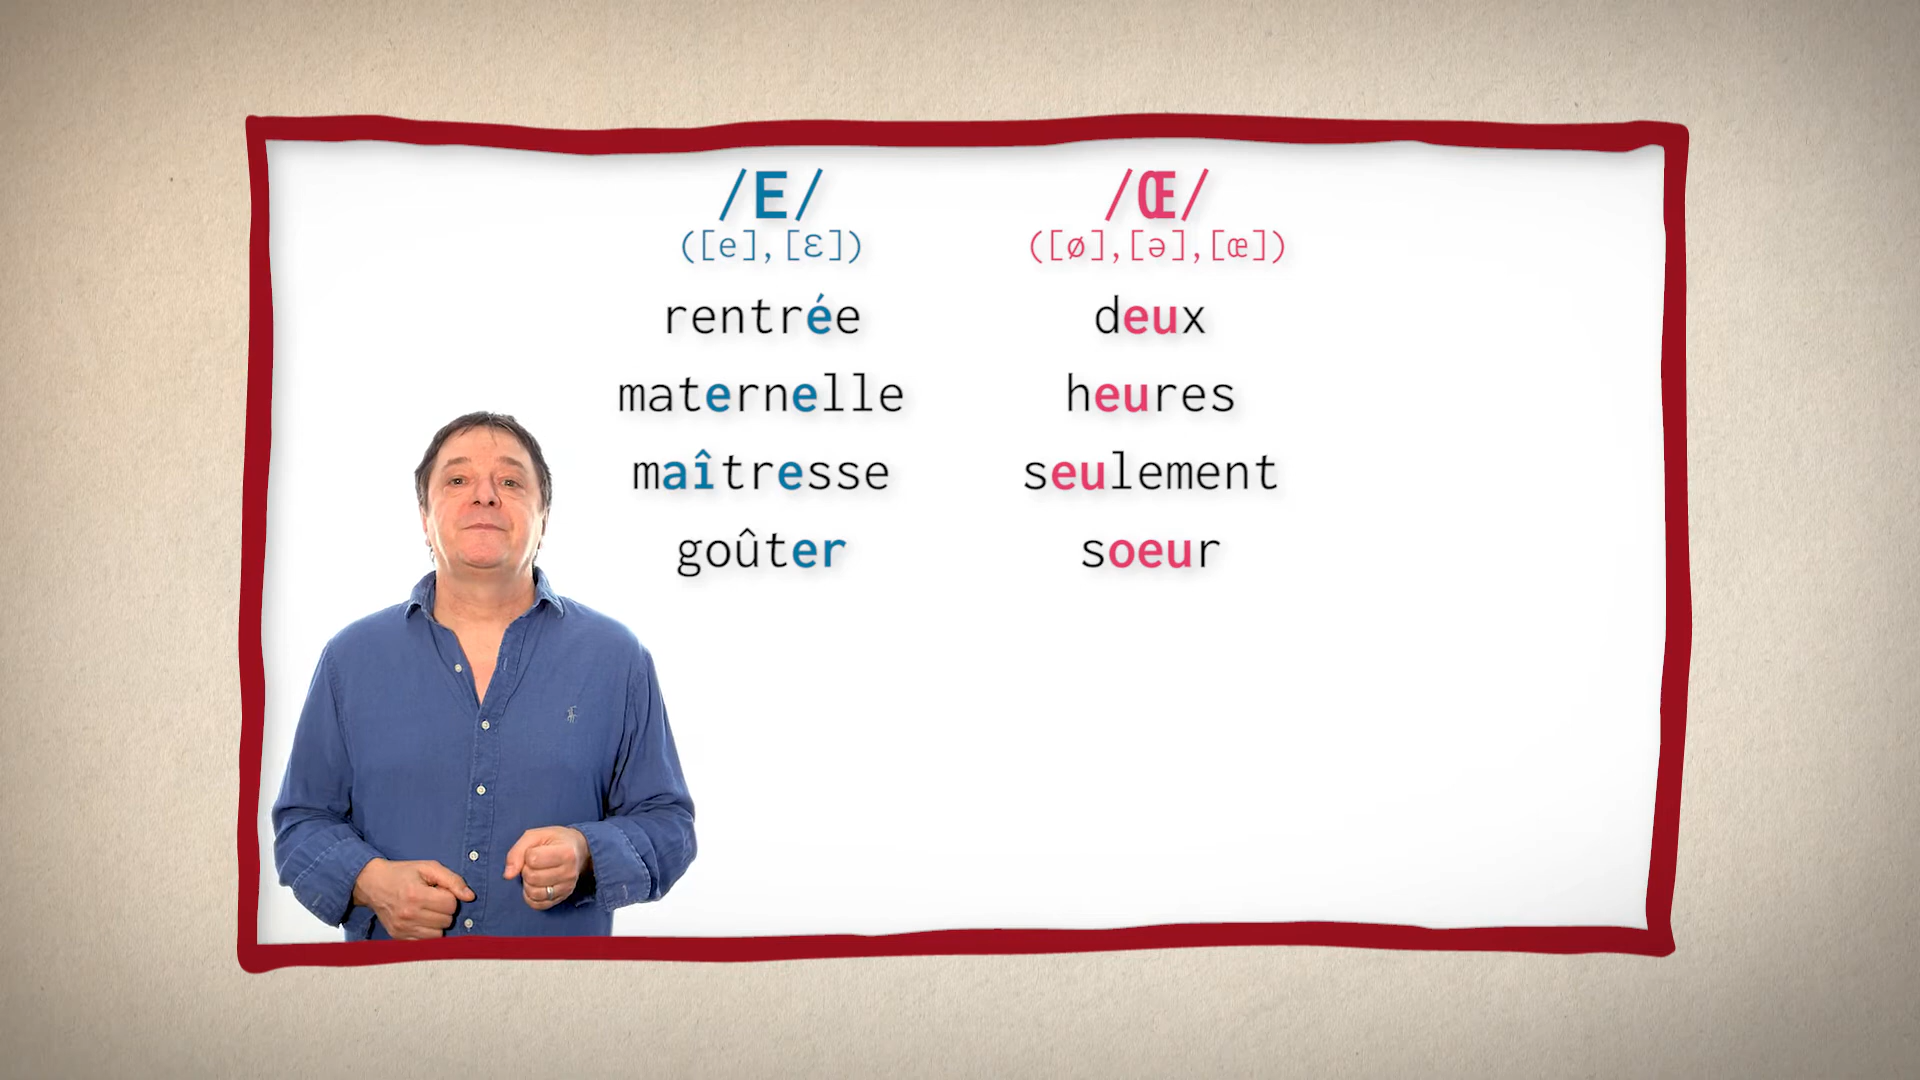 /E/
([e],[Ɛ])
rentrée
maternelle
maîtresse
goûter
/Œ/
([ø],[ə],[œ])
deux
heures
seulement
soeur